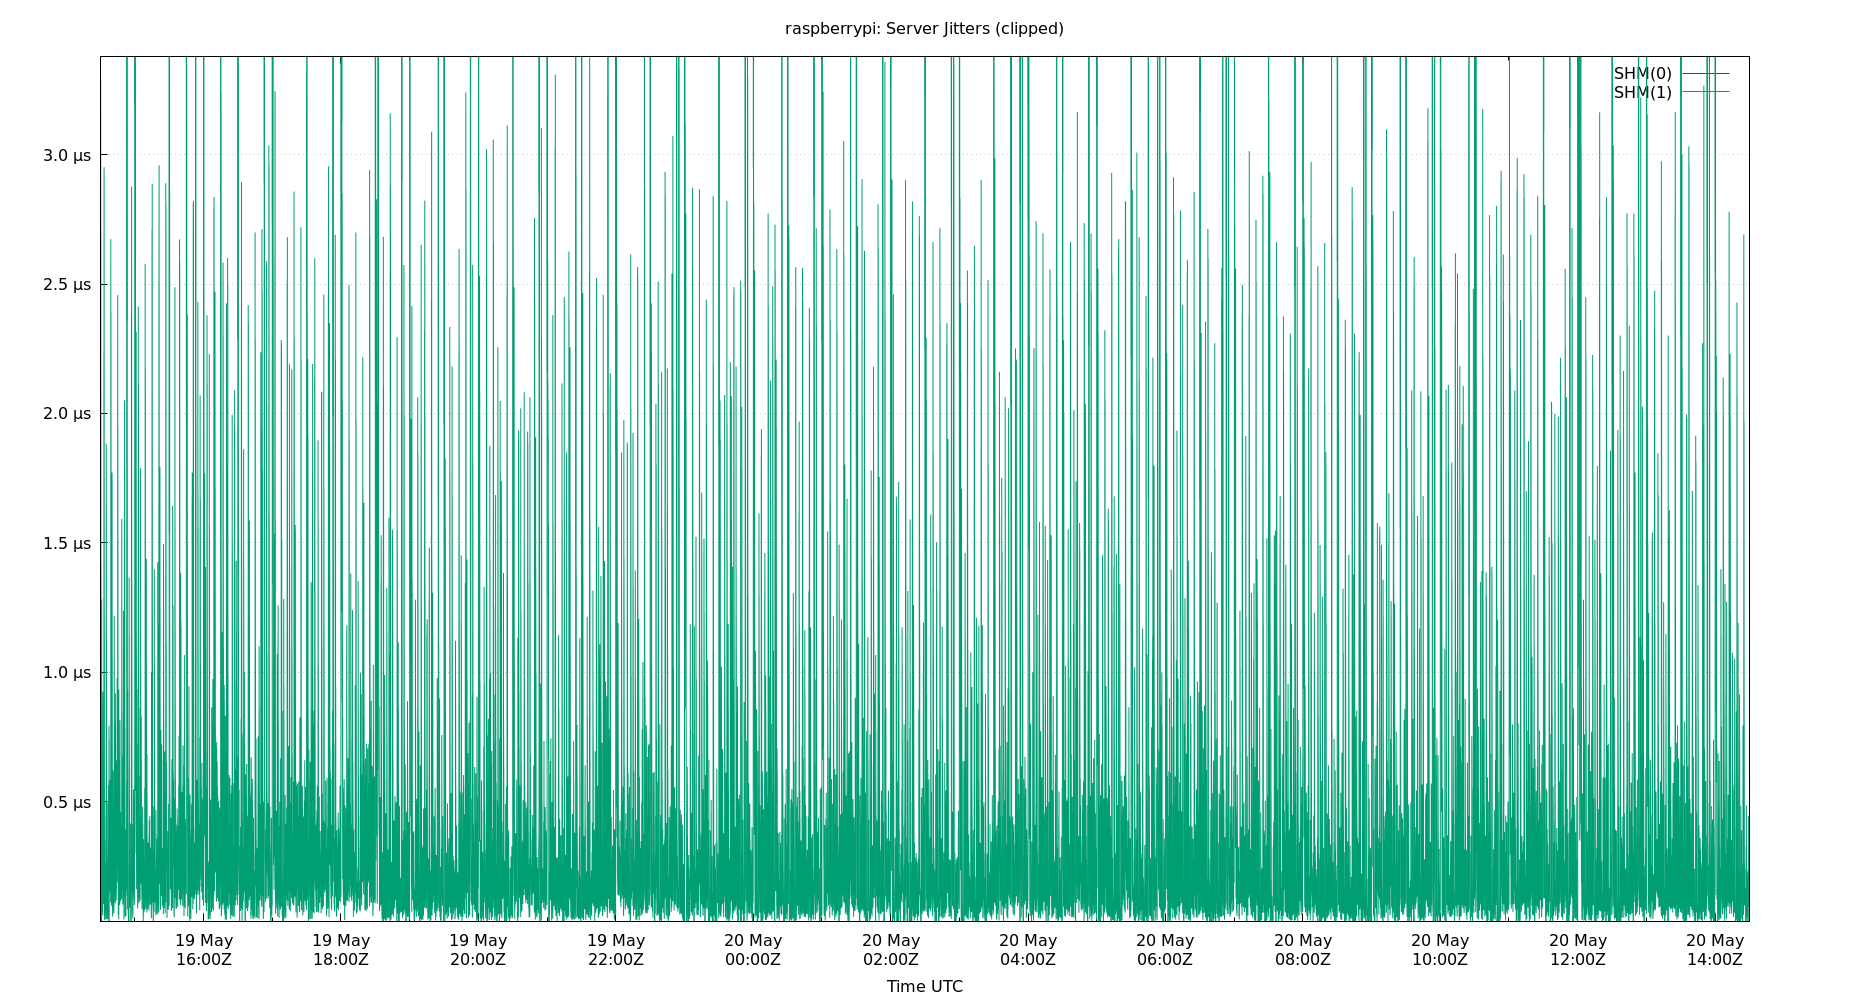 raspberrypi: Server Jitters (clipped)
SHM(0)
SHM(1)
3.0 µs
2.5 µs
2.0 µs
1.5 µs
1.0 µs
0.5 µs
19 May 19 May 19 May 19 May 20 May 20 May 20 May 20 May 20 May 20 May 20 May 20 May
16:00Z 18:00Z 20:00Z 22:00Z 00:00Z 02:00Z 04:00Z 06:00Z 08:00Z 10:00Z 12:00Z 14:00Z
Time UTC